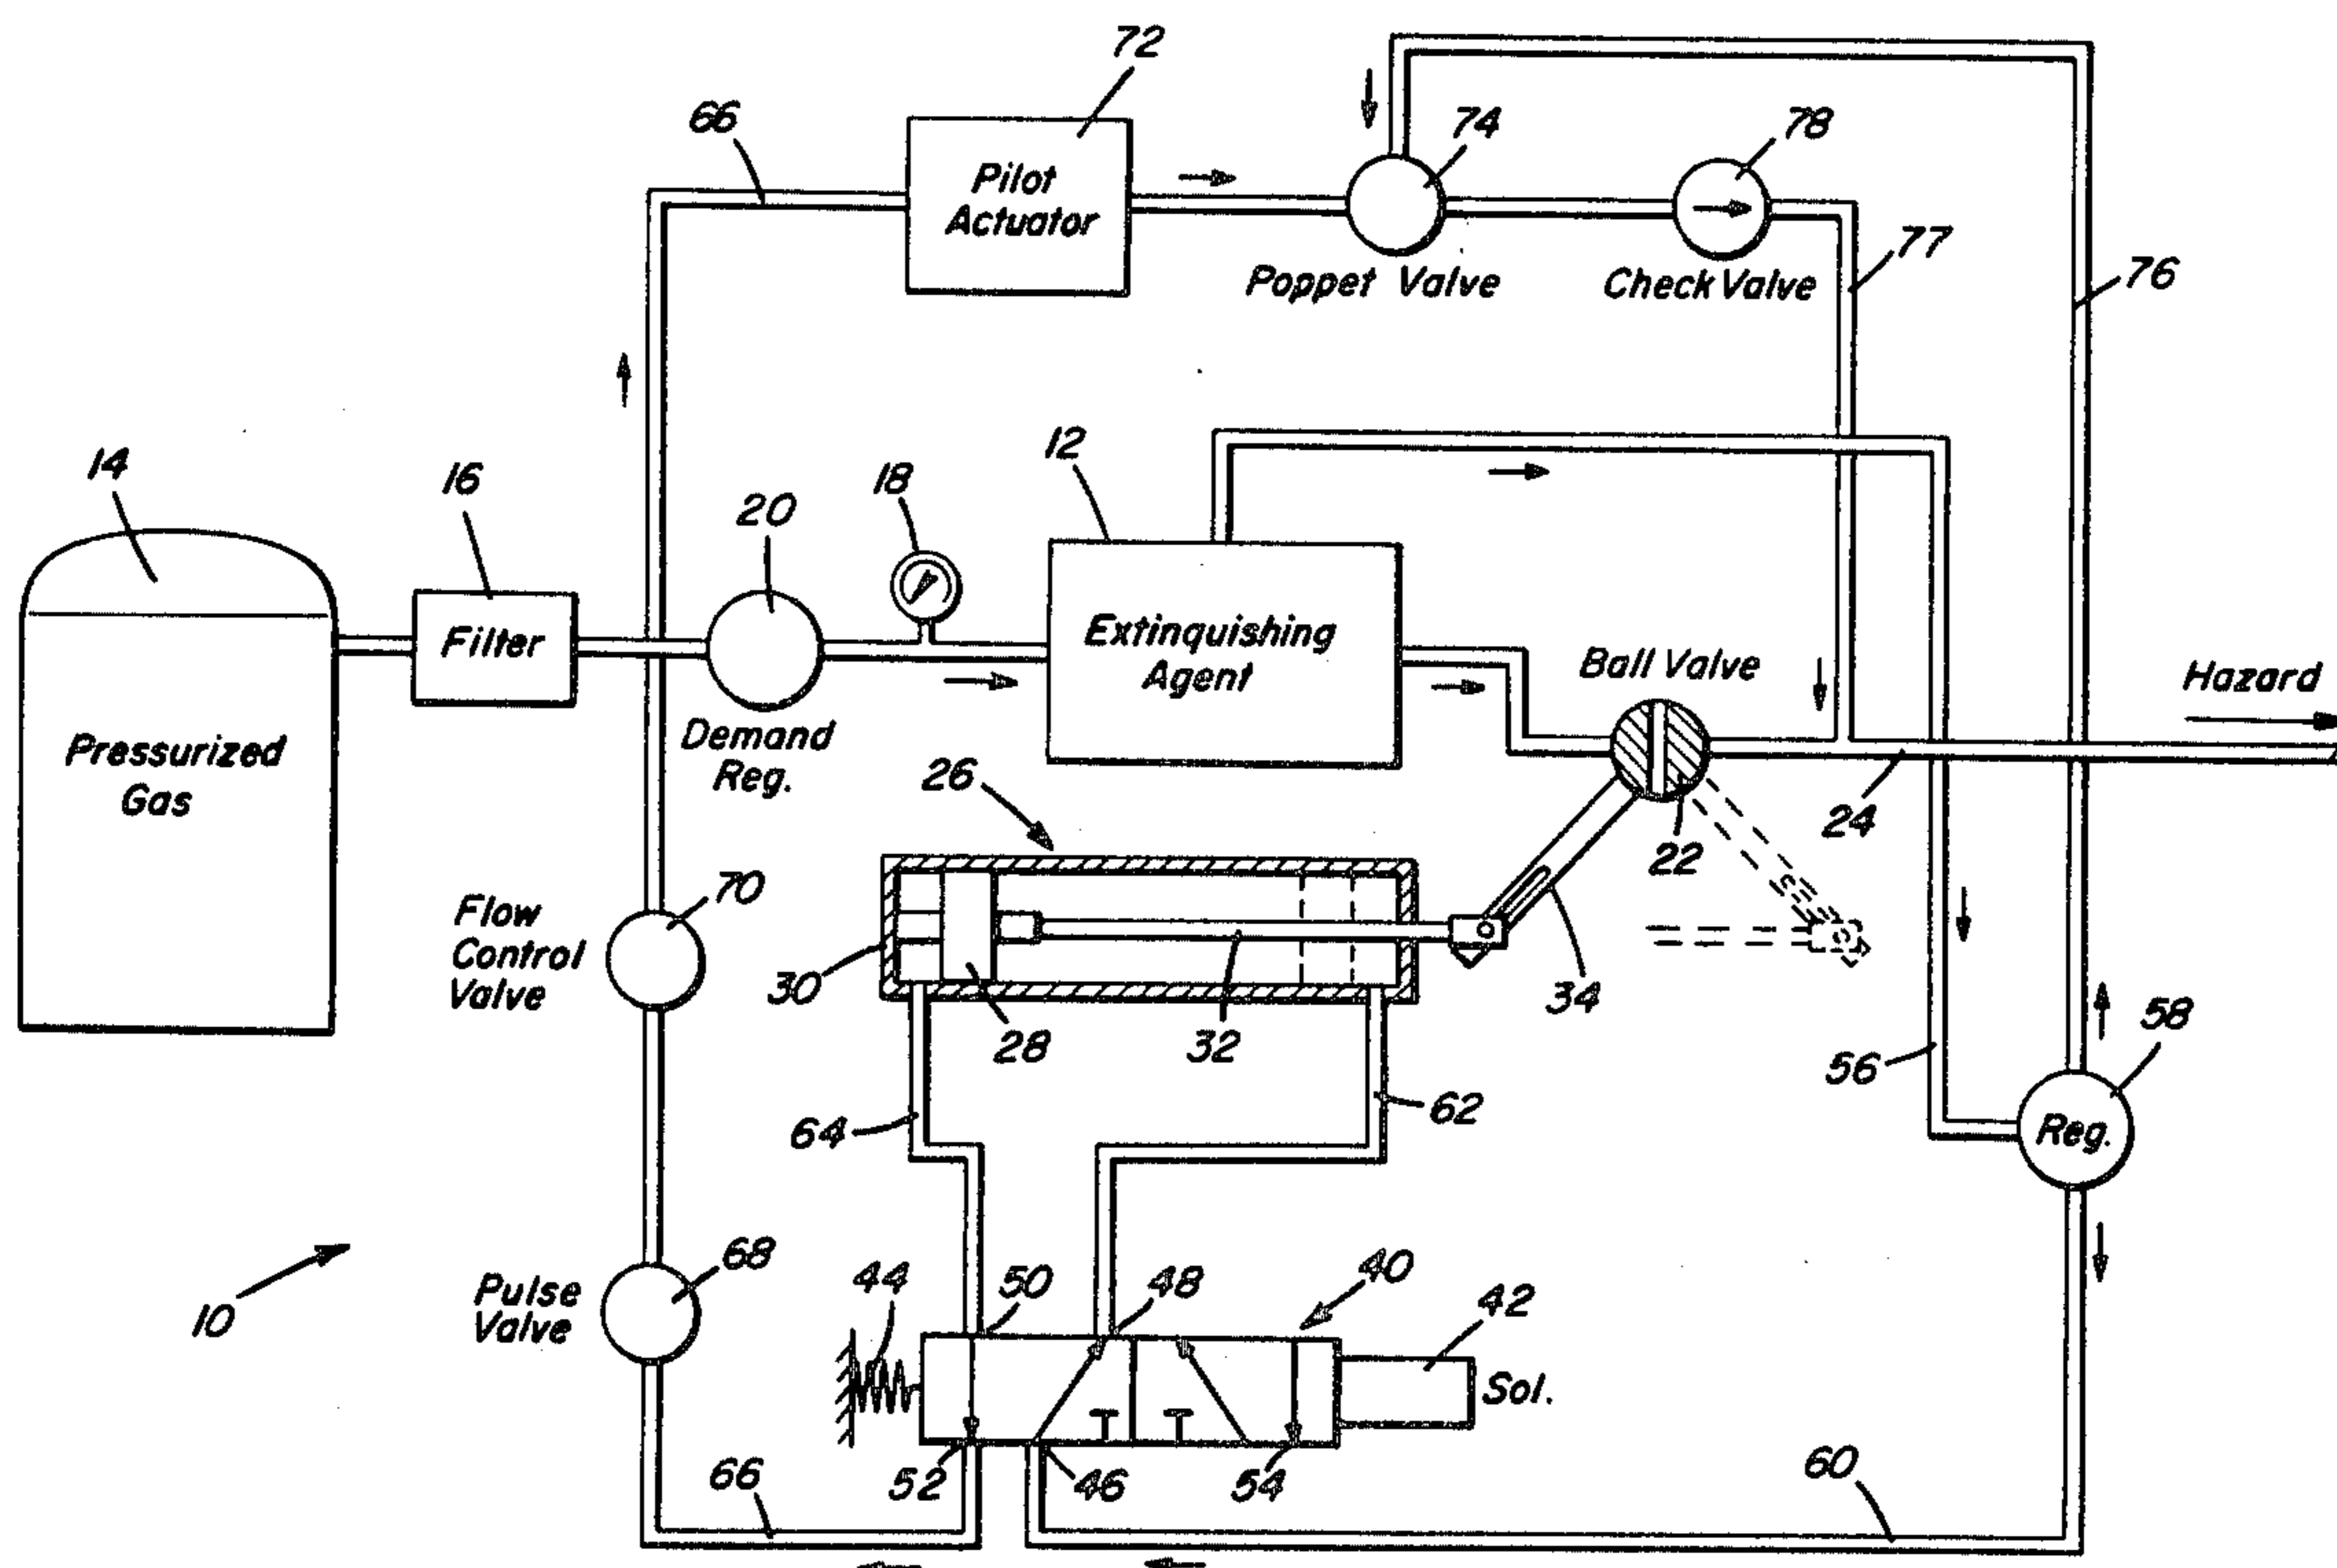 72
66
74
78
Pilot
Actuator
77
76
Poppet Valve
Check Valve
14
16
20
18
12
Filter
Extinquishing
Agent
Ball Valve
Hazard
Pressurized
Gas
Demand
Reg.
26
24
22
70
Flow
Control
Valve
30
28
32
34
58
56
Reg.
64
62
10
68
Pulse
Valve
44
50
48
40
42
Sol.
66
52
46
54
60